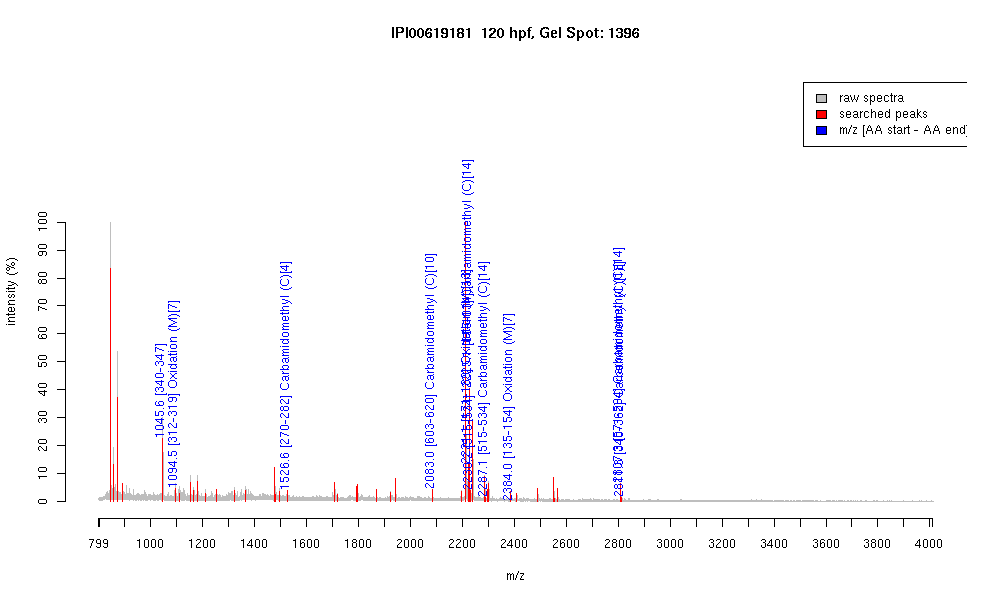 IPI00619181 120 hpf, Gel Spot: 1396
raw spectra
searched peaks
m/z [AA start - AA end]
intensity (%)
100
90
80
70
60
50
40
30
20
10
0
1045.6 [340-347]
1094.5 [312-319] Oxidation (M)[7]
1526.6 [270-282] Carbamidomethyl (C)[4]
2083.0 [603-620] Carbamidomethyl (C)[10]
Carbamidomethyl (C)[14]
2287.1 [515-534] Carbamidomethyl (C)[14]
2384.0 [135-154] Oxidation (M)[7]
799
1000
1200
1400
1600
1800
2000
2200
2400
2600
2800
3000
3200
3400
3600
3800
4000
m/z